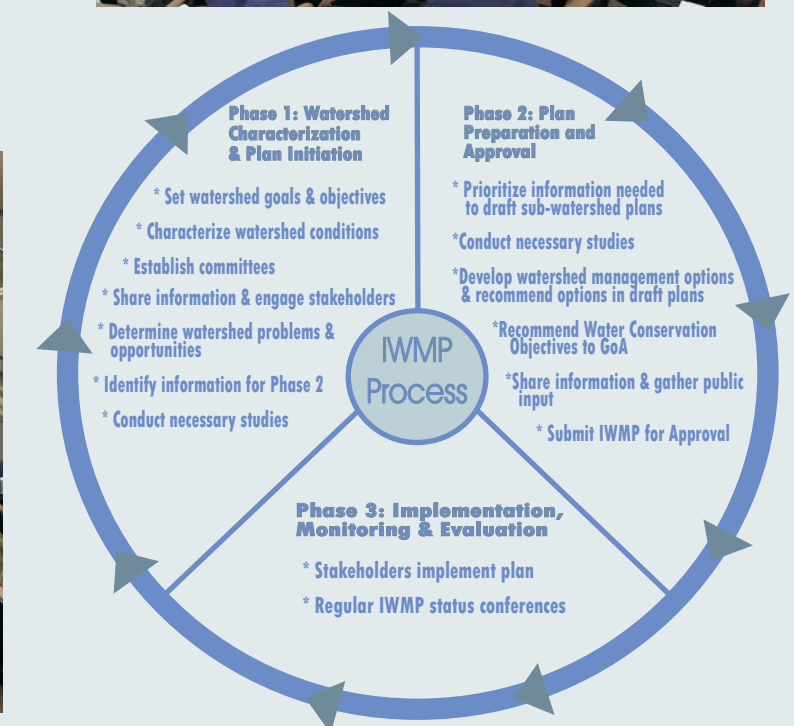 Phase 1: Watershed
Characterization
& Plan Initiation
* Set watershed goals & objectives
* Characterize watershed conditions
* Establish committees
* Share information & engage stakeholders
* Determine watershed problems &
opportunities
* Identify information for Phase 2
* Conduct necessary studies
Phase 2: Plan
Preparation and
Approval
* Prioritize information needed
to draft sub-watershed plans
*Conduct necessary studies
*Develop watershed management options
& recommend options in draft plans
*Recommend Water Conservation
Objectives to GoA
*Share information & gather public
input
* Submit IWMP for Approval
IWMP
Process
Phase 3: Implementation,
Monitoring & Evaluation
* Stakeholders implement plan
* Regular IWMP status conferences